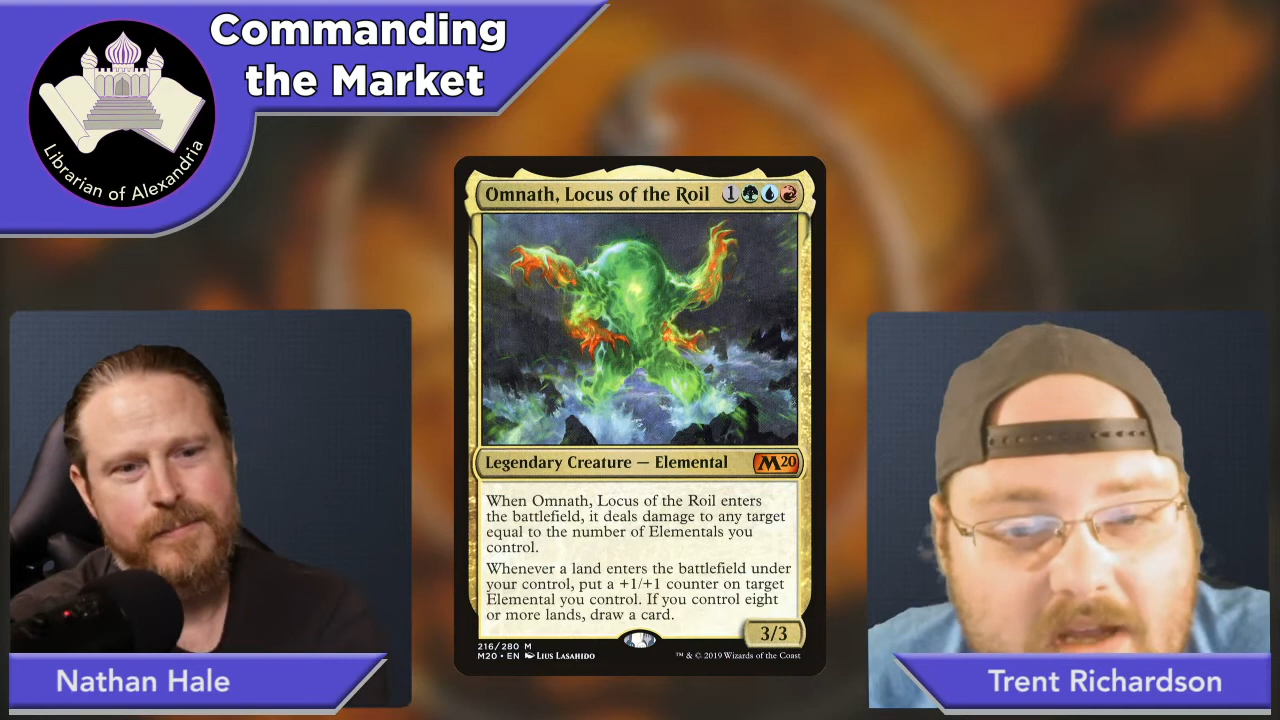 Commanding
the Market
Librarian of Alexandria
Omnath, Locus of the Roil 1
Legendary Creature — Elemental M20
When Omnath, Locus of the Roil enters
the battlefield, it deals damage to any target
equal to the number of Elementals you
control.
Whenever a land enters the battlefield under
your control, put a +1/+1 counter on target
Elemental you control. If you control eight
or more lands, draw a card.
3/3
216/280 M
M20 • EN Lius Lasahido
™ & © 2019 Wizards of the Coast
Nathan Hale
Trent Richardson